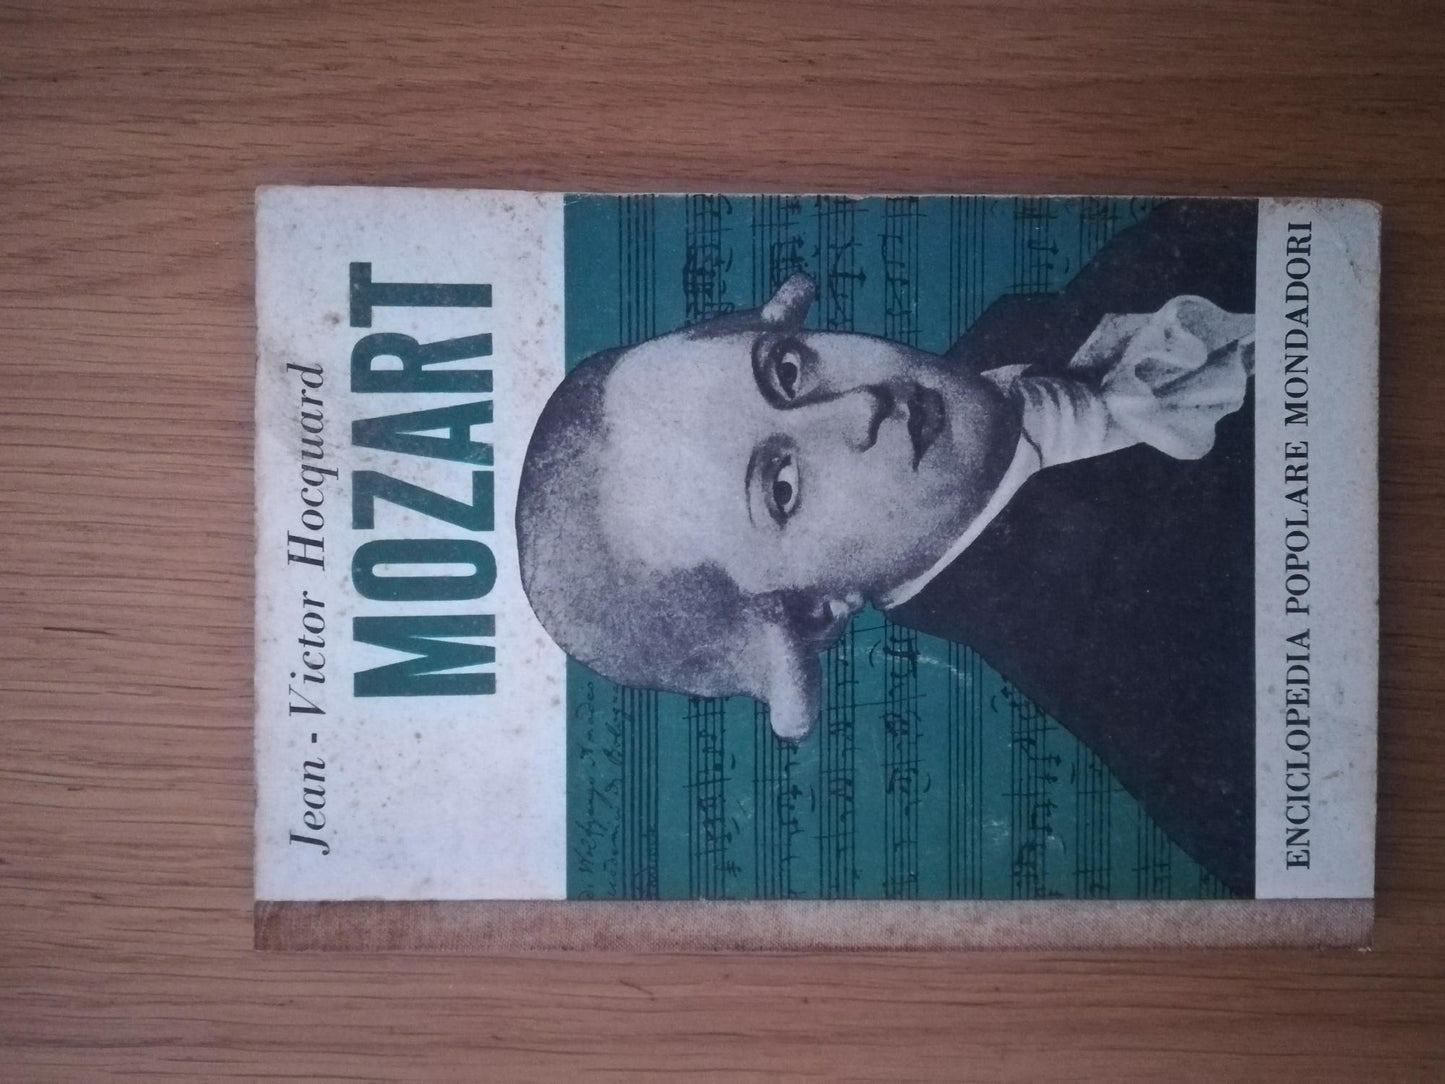 Jean - Victor Hocquard
MOZART
ENCICLOPEDIA POPOLARE MONDADORI